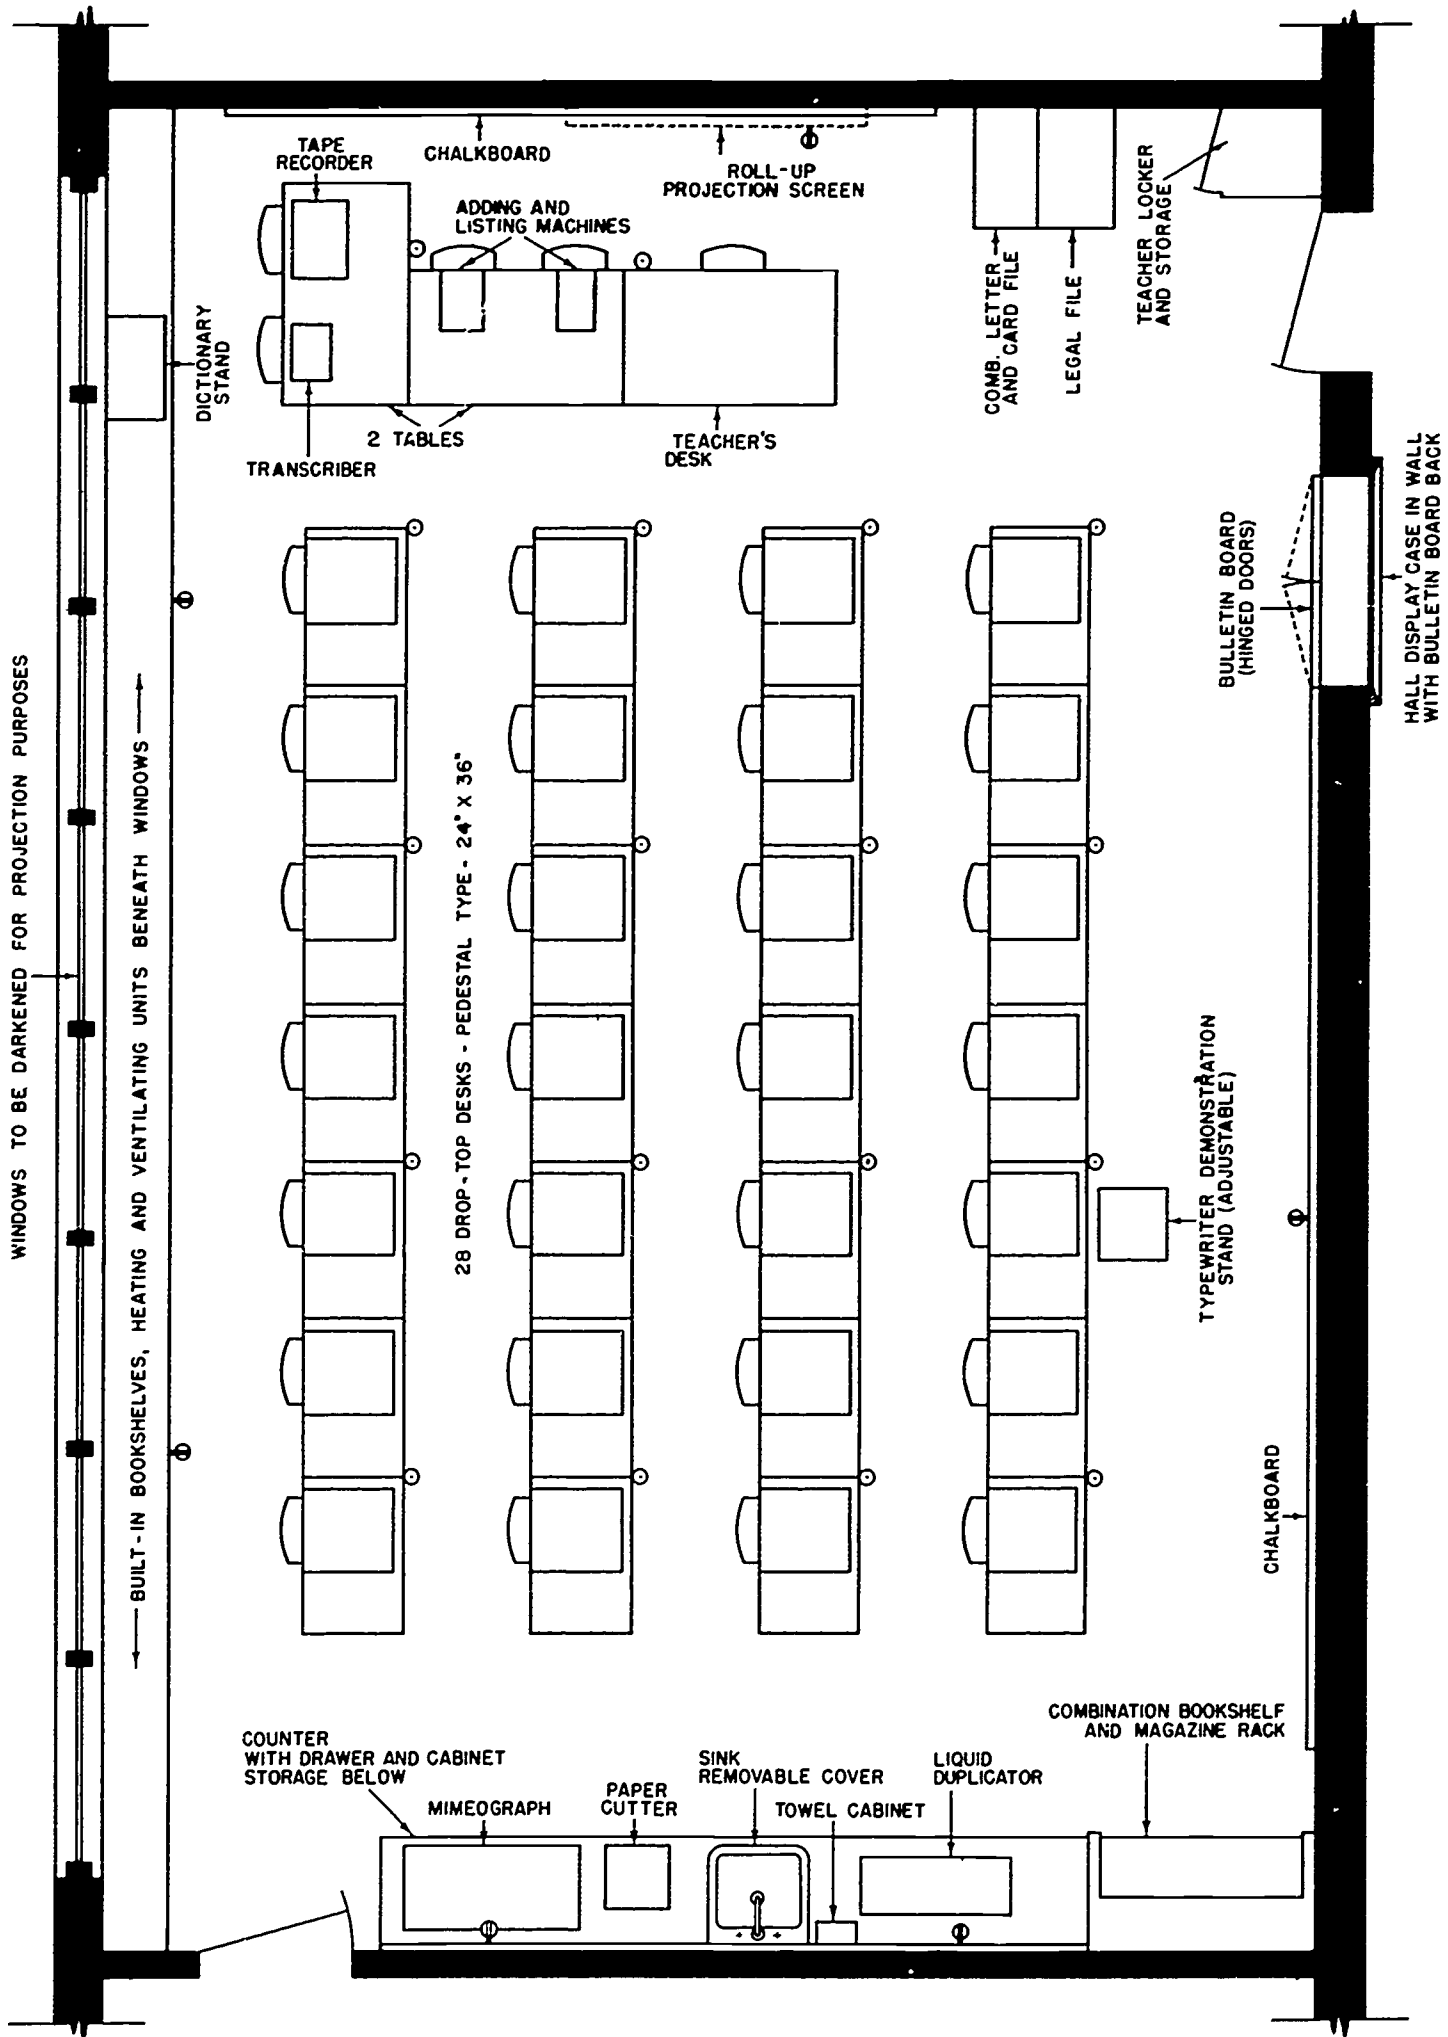 TAPE
RECORDER
CHALKBOARD
ROLL-UP
PROJECTION SCREEN
ADDING AND
LISTING MACHINES
TEACHER LOCKER
AND STORAGE
COMB. LETTER
AND CARD FILE
LEGAL FILE
DICTIONARY
STAND
2 TABLES
TEACHER'S
DESK
TRANSCRIBER
BULLETIN BOARD
(HINGED DOORS)
HALL DISPLAY CASE IN WALL
WITH BULLETIN BOARD BACK
WINDOWS TO BE DARKENED FOR PROJECTION PURPOSES
BUILT-IN BOOKSHELVES, HEATING AND VENTILATING UNITS BENEATH WINDOWS
28 DROP-TOP DESKS - PEDESTAL TYPE - 24" X 36"
TYPEWRITER DEMONSTRATION
STAND (ADJUSTABLE)
CHALKBOARD
COMBINATION BOOKSHELF
AND MAGAZINE RACK
COUNTER
WITH DRAWER AND CABINET
STORAGE BELOW
MIMEOGRAPH
PAPER
CUTTER
SINK
REMOVABLE COVER
TOWEL CABINET
LIQUID
DUPLICATOR